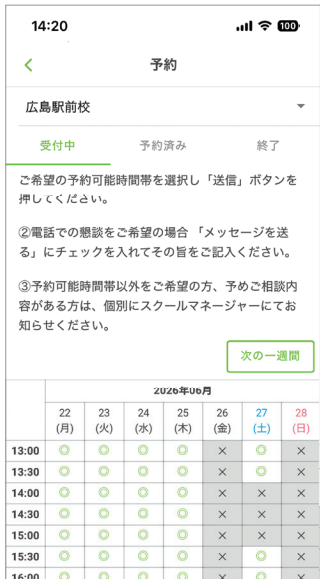 14:20
100
予約
広島駅前校
受付中 予約済み 終了
ご希望の予約可能時間帯を選択し「送信」ボタンを
押してください。
②電話での懇談をご希望の場合 「メッセージを送
る」にチェックを入れてその旨をご記入ください。
③予約可能時間帯以外をご希望の方、予めご相談内
容がある方は、個別にスクールマネージャーにてお
知らせください。
次の一週間
2026年06月
22 23 24 25 26 27 28
(月) (火) (水) (木) (金) (土) (日)
13:00 ◎ ◎ ◎ ◎ × ◎ ×
13:30 ◎ ◎ ◎ ◎ × ◎ ×
14:00 ◎ ◎ ◎ ◎ × × ×
14:30 ◎ ◎ ◎ ◎ × × ×
15:00 ◎ ◎ ◎ ◎ × × ×
15:30 ◎ ◎ ◎ ◎ × ◎ ×
16:00 ◎ ◎ ◎ ◎ × ◎ ×